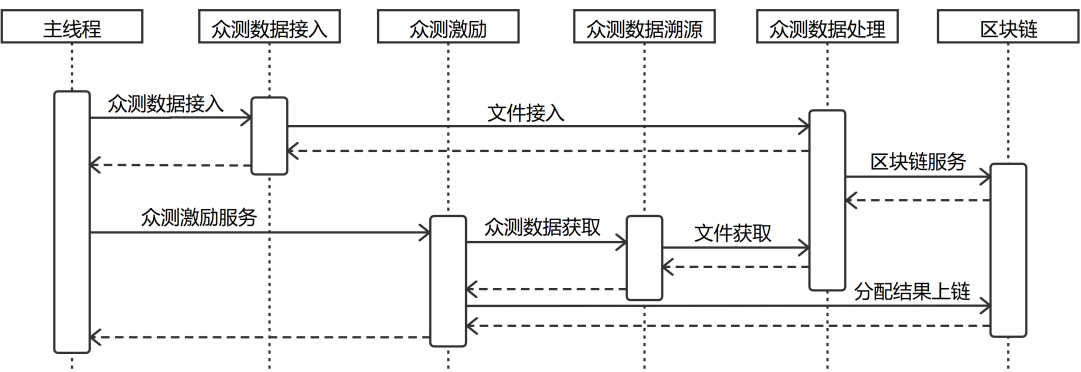 主线程
众测数据接入
众测激励
众测数据溯源
众测数据处理
区块链
众测数据接入
文件接入
区块链服务
众测激励服务
众测数据获取
文件获取
分配结果上链